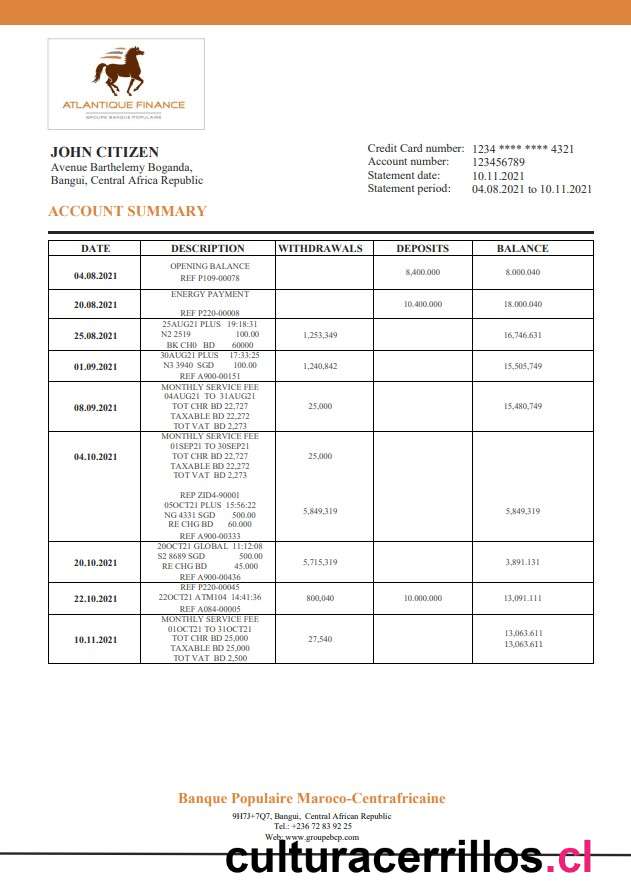 ATLANTIQUE FINANCE
GROUPE BANQUE POPULAIRE
JOHN CITIZEN
Avenue Barthelemy Boganda,
Bangui, Central Africa Republic
Credit Card number: 1234 **** **** 4321
Account number: 123456789
Statement date: 10.11.2021
Statement period: 04.08.2021 to 10.11.2021
ACCOUNT SUMMARY
DATE DESCRIPTION WITHDRAWALS DEPOSITS BALANCE
OPENING BALANCE
04.08.2021 REF P109-00078 8,400.000 8.000.040
ENERGY PAYMENT
20.08.2021 REF P220-00008 10.400.000 18.000.040
25AUG21 PLUS 19:18:31
25.08.2021 N2 2519 100.00 1,253,349 16,746.631
BK CH0 BD 60000
30AUG21 PLUS 17:33:25
01.09.2021 N3 3940 SGD 100.00 1,240,842 15,505,749
REF A900-00151
MONTHLY SERVICE FEE
04AUG21 TO 31AUG21
08.09.2021 TOT CHR BD 22,727 25,000 15,480,749
TAXABLE BD 22,272
TOT VAT BD 2,273
MONTHLY SERVICE FEE
01SEP21 TO 30SEP21
04.10.2021 TOT CHR BD 22,727 25,000
TAXABLE BD 22,272
TOT VAT BD 2,273
REP ZID4-90001
05OCT21 PLUS 15:56:22
NG 4331 SGD 500.00 5,849,319 5,849,319
RE CHG BD 60.000
REF A900-00333
20OCT21 GLOBAL 11:12:08
20.10.2021 S2 8689 SGD 500.00 5,715,319 3,891.131
RE CHG BD 45.000
REF A900-00436
REF P220-00045
22.10.2021 22OCT21 ATM104 14:41:36 800,040 10.000.000 13,091.111
REF A084-00005
MONTHLY SERVICE FEE
01OCT21 TO 31OCT21 13,063.611
10.11.2021 TOT CHR BD 25,000 27,540 13,063.611
TAXABLE BD 25,000
TOT VAT BD 2,500
Banque Populaire Maroco-Centrafricaine
9H7J+7Q7, Bangui, Central African Republic
Tel.: +236 72 83 92 25
Web: www.groupebcp.com
culturacerrillos.cl